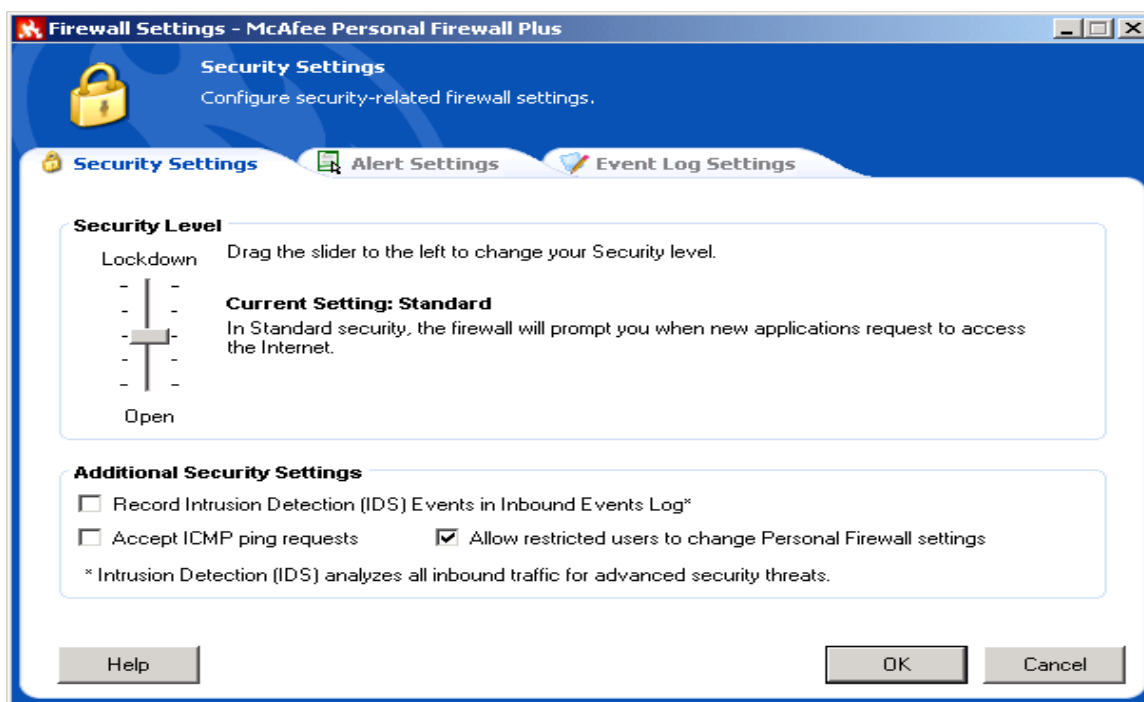 Firewall Settings - McAfee Personal Firewall Plus
Security Settings
Configure security-related firewall settings.
Security Settings
Alert Settings
Event Log Settings
Security Level
Lockdown
Drag the slider to the left to change your Security level.
Current Setting: Standard
In Standard security, the firewall will prompt you when new applications request to access
the Internet.
Open
Additional Security Settings
Record Intrusion Detection (IDS) Events in Inbound Events Log*
Accept ICMP ping requests
Allow restricted users to change Personal Firewall settings
* Intrusion Detection (IDS) analyzes all inbound traffic for advanced security threats.
Help
OK
Cancel